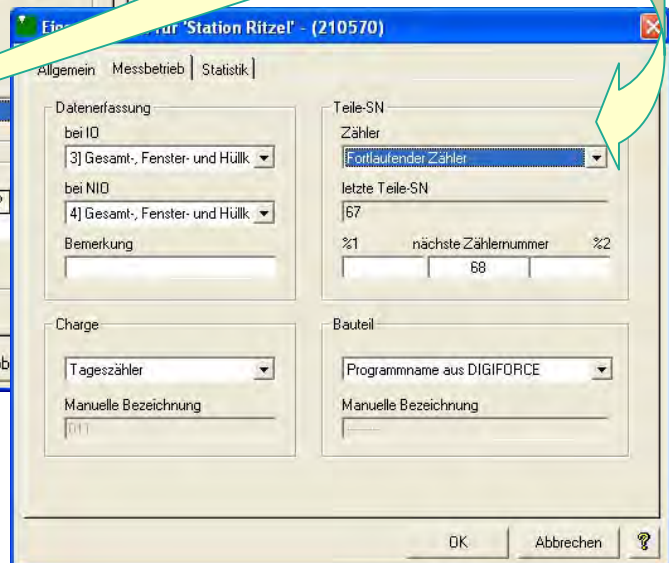 für 'Station Ritzel' - (210570)
Allgemein Messbetrieb Statistik
Datenerfassung
bei IO
3] Gesamt-, Fenster- und Hüllk
bei NIO
4] Gesamt-, Fenster- und Hüllk
Bemerkung
Teile-SN
Zähler
Fortlaufender Zähler
letzte Teile-SN
67
%1 nächste Zählernummer %2
68
Charge
Tageszähler
Manuelle Bezeichnung
011
Bauteil
Programmname aus DIGIFORCE
Manuelle Bezeichnung
OK Abbrechen ?